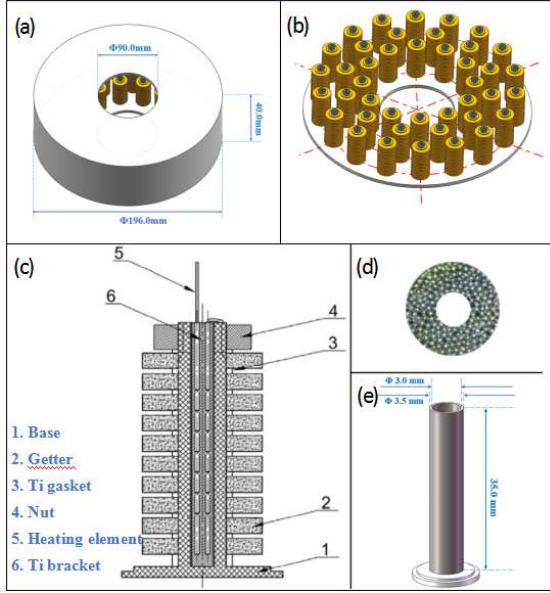 (a)
Φ90.0mm
40.0mm
Φ196.0mm
(b)
(c)
5
6
4
3
2
1
1. Base
2. Getter
3. Ti gasket
4. Nut
5. Heating element
6. Ti bracket
(d)
(e)
Φ 3.0 mm
Φ 3.5 mm
35.0 mm